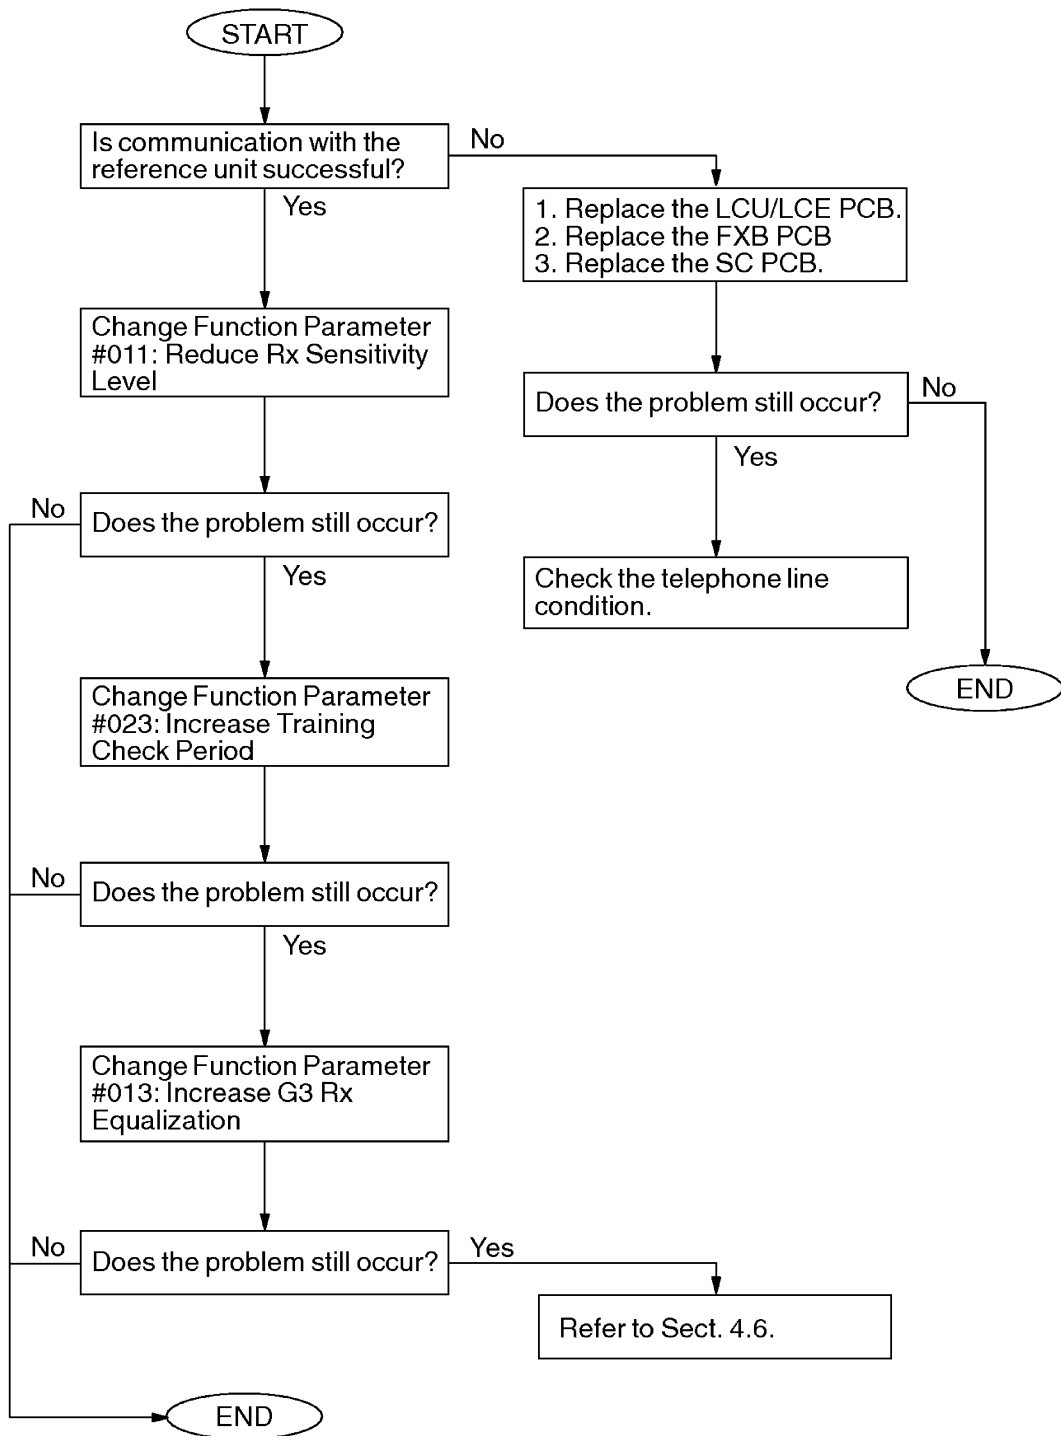 START
Is communication with the
reference unit successful?
No
Yes
1. Replace the LCU/LCE PCB.
2. Replace the FXB PCB
3. Replace the SC PCB.
Change Function Parameter
#011: Reduce Rx Sensitivity
Level
Does the problem still occur?
No
Yes
No
Does the problem still occur?
Yes
Check the telephone line
condition.
END
Change Function Parameter
#023: Increase Training
Check Period
No
Does the problem still occur?
Yes
Change Function Parameter
#013: Increase G3 Rx
Equalization
No
Does the problem still occur?
Yes
Refer to Sect. 4.6.
END